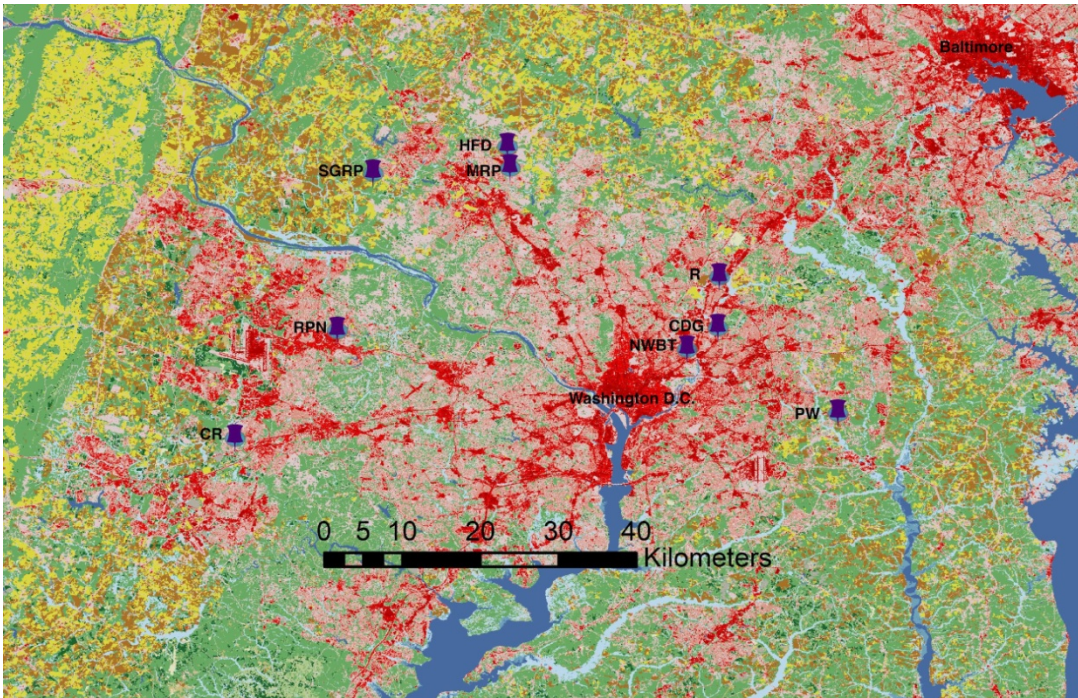 Baltimore
HFD
SGRP
MRP
R
RPN
CDG
NWBT
Washington D.C.
PW
CR
0 5 10 20 30 40
Kilometers